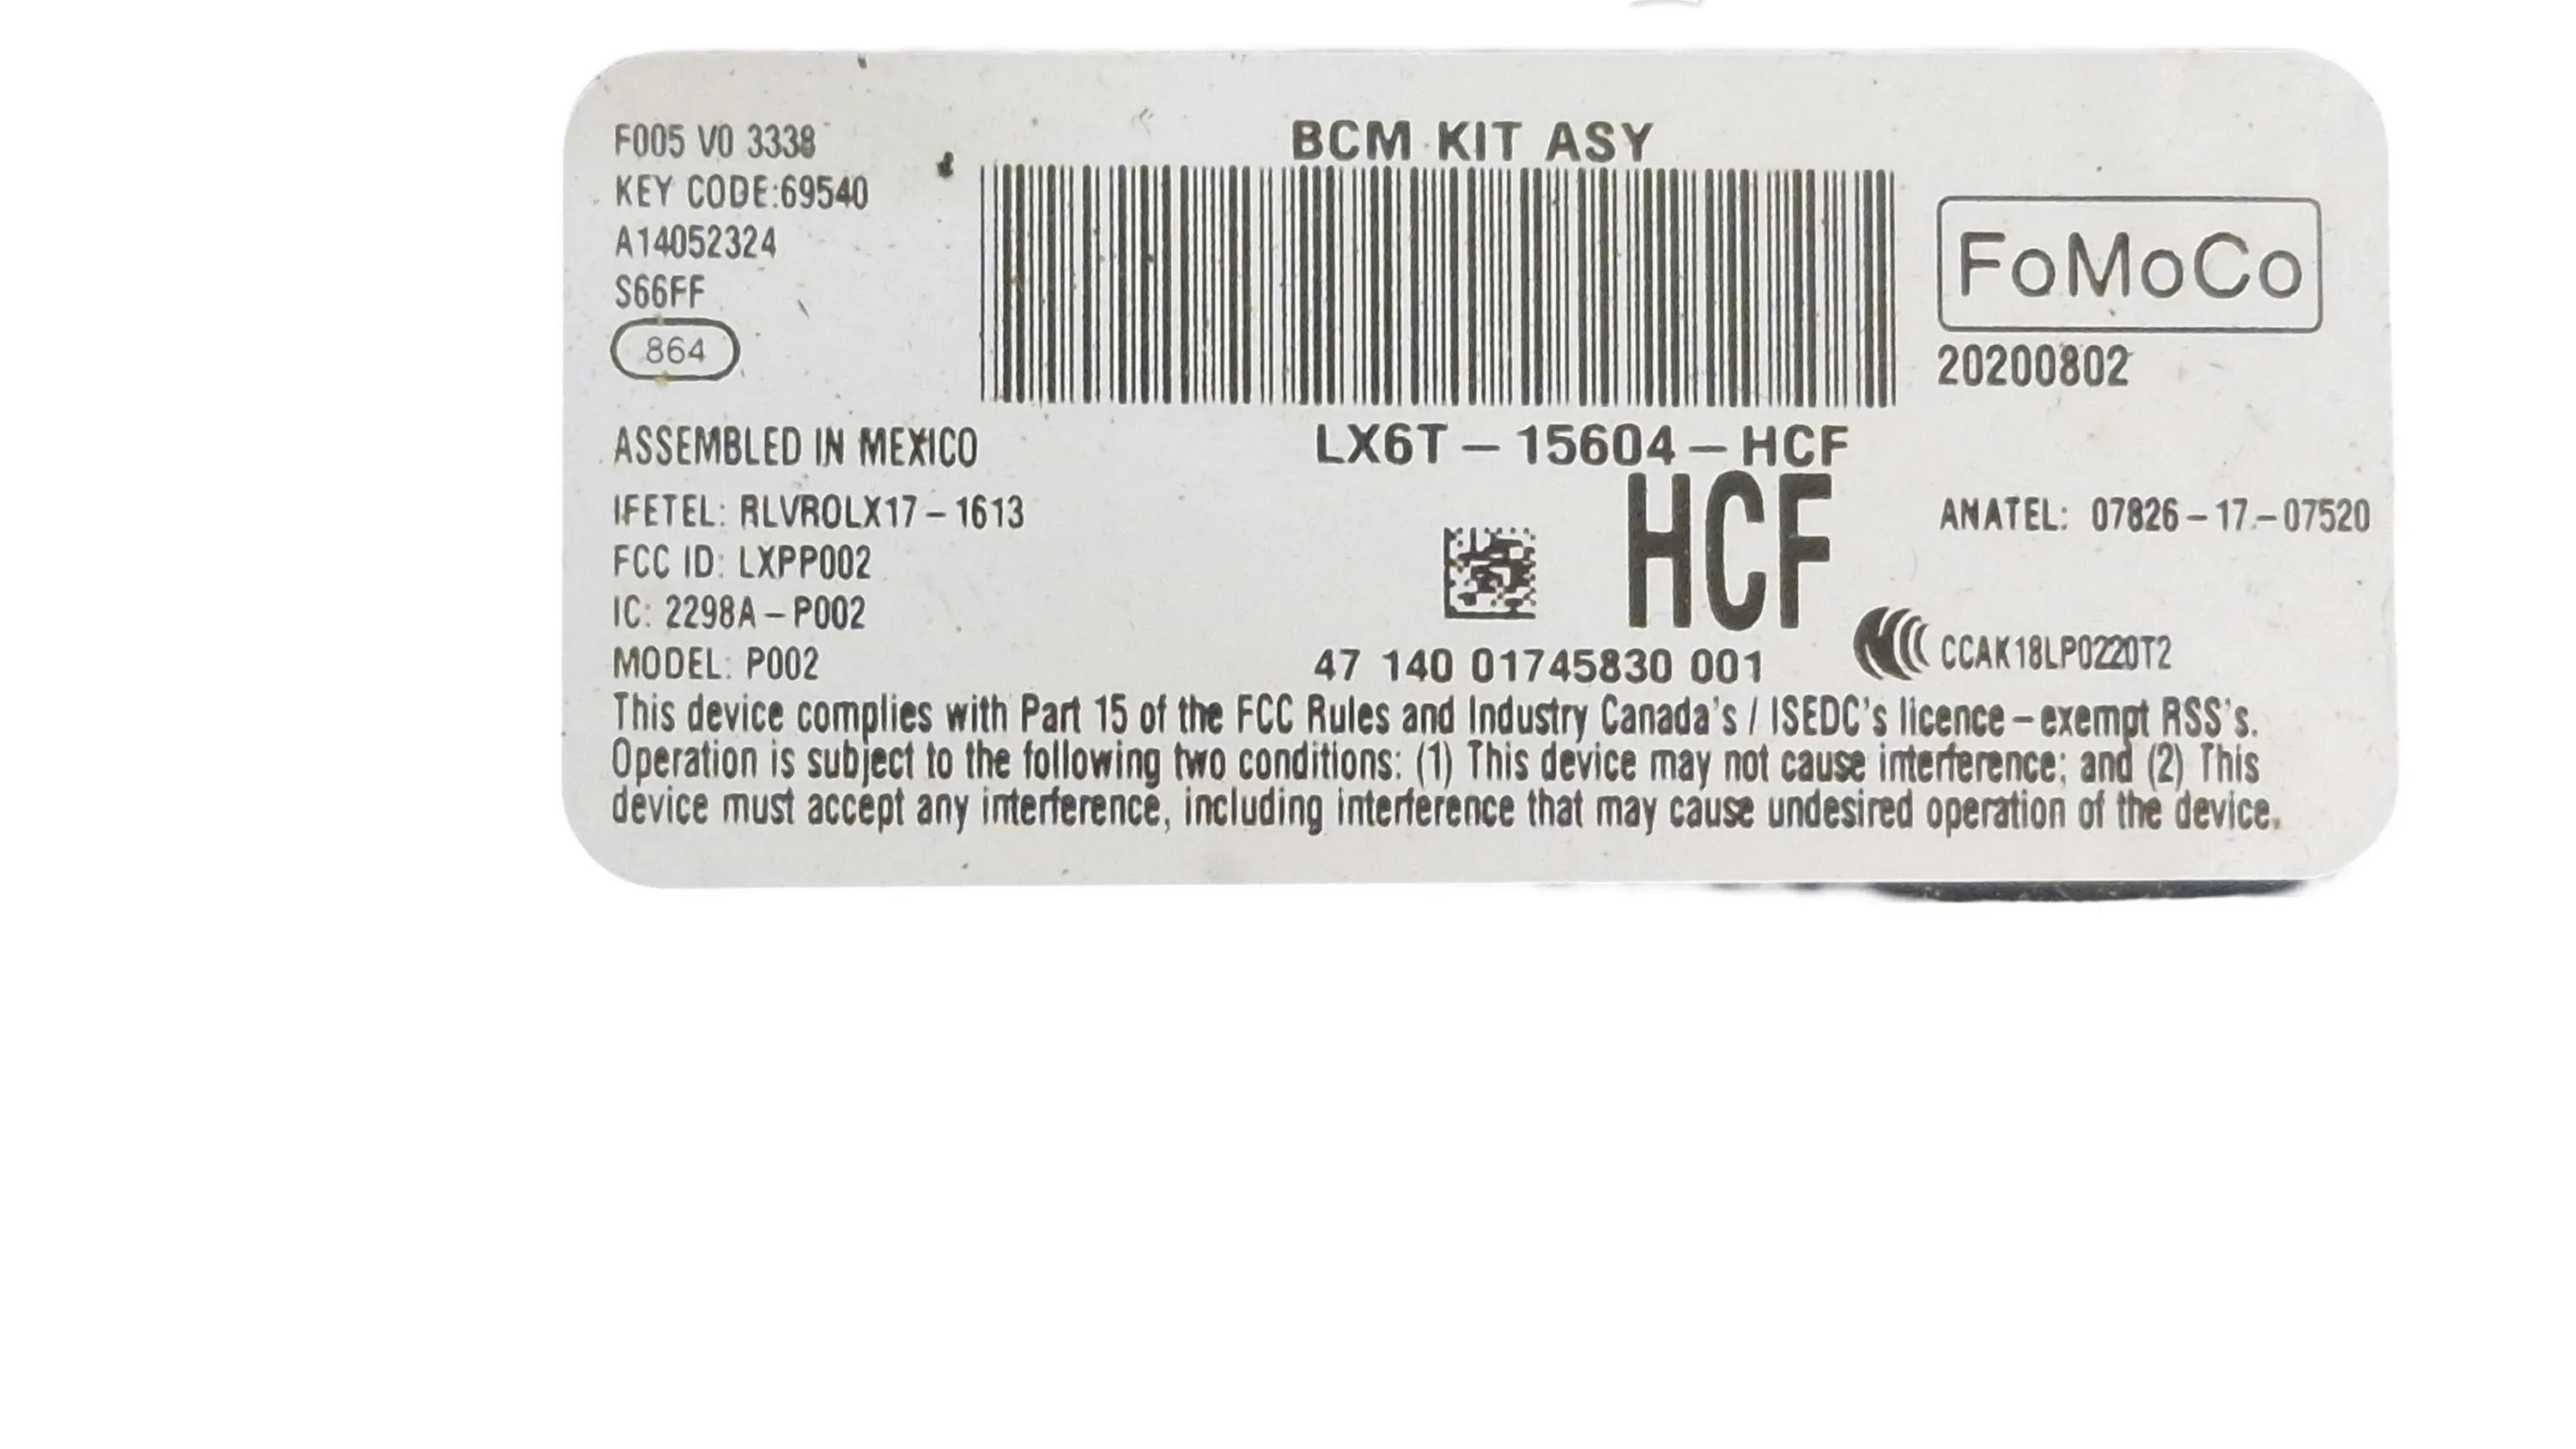 F005 V0 3338
KEY CODE:69540
A14052324
S66FF
864
BCM KIT ASY
FoMoCo
20200802
ASSEMBLED IN MEXICO
LX6T-15604-HCF
HCF
IFETEL: RLVROLX17-1613
ANATEL: 07826-17-07520
FCC ID: LXPP002
IC: 2298A-P002
MODEL: P002
47 140 01745830 001
CCAK18LP0220T2
This device complies with Part 15 of the FCC Rules and Industry Canada's / ISEDC's licence-exempt RSS's.
Operation is subject to the following two conditions: (1) This device may not cause interference; and (2) This
device must accept any interference, including interference that may cause undesired operation of the device.